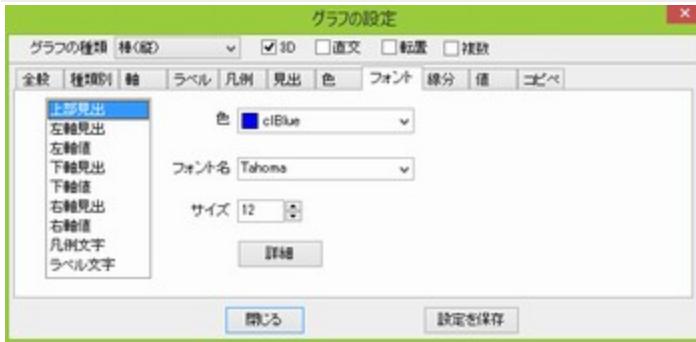 グラフの設定
グラフの種類 棒(縦) 3D 直交 転置 複数
全般 種類別 軸 ラベル 凡例 見出 色 フォント 線分 値 コピペ
上部見出
左軸見出
左軸値
下軸見出
下軸値
右軸見出
右軸値
凡例文字
ラベル文字
色 clBlue
フォント名 Tahoma
サイズ 12
詳細
閉じる 設定を保存